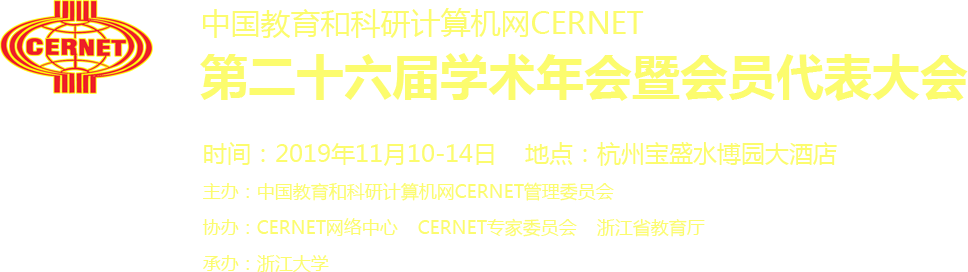 CERNET
中国教育和科研计算机网CERNET
第二十六届学术年会暨会员代表大会
时间：2019年11月10-14日 地点：杭州宝盛水博园大酒店
主办：中国教育和科研计算机网CERNET管理委员会
协办：CERNET网络中心 CERNET专家委员会 浙江省教育厅
承办：浙江大学